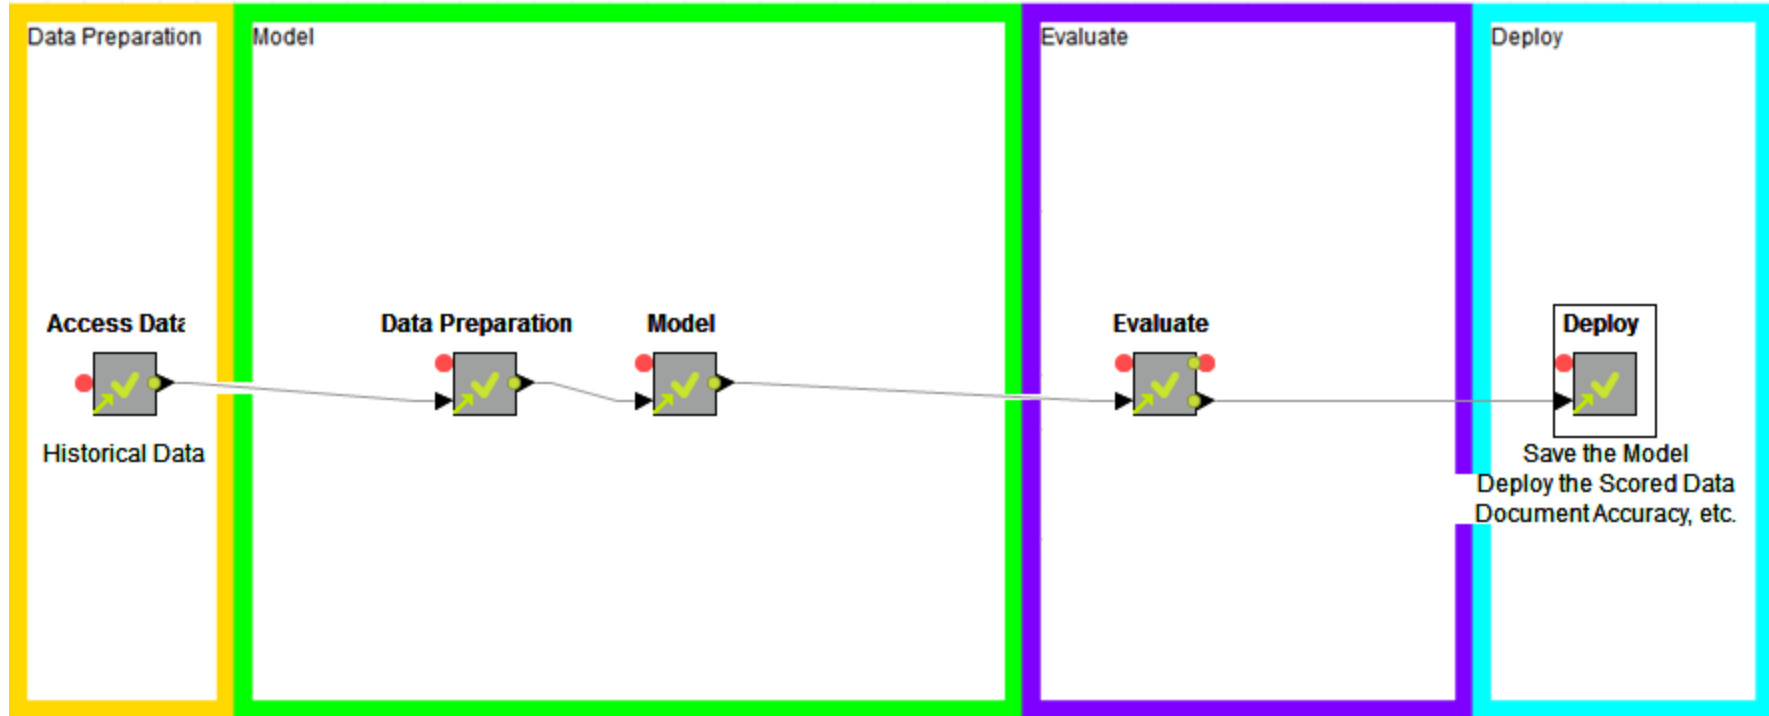 Data Preparation
Model
Evaluate
Deploy
Access Data
Data Preparation
Model
Evaluate
Deploy
Historical Data
Save the Model
Deploy the Scored Data
Document Accuracy, etc.